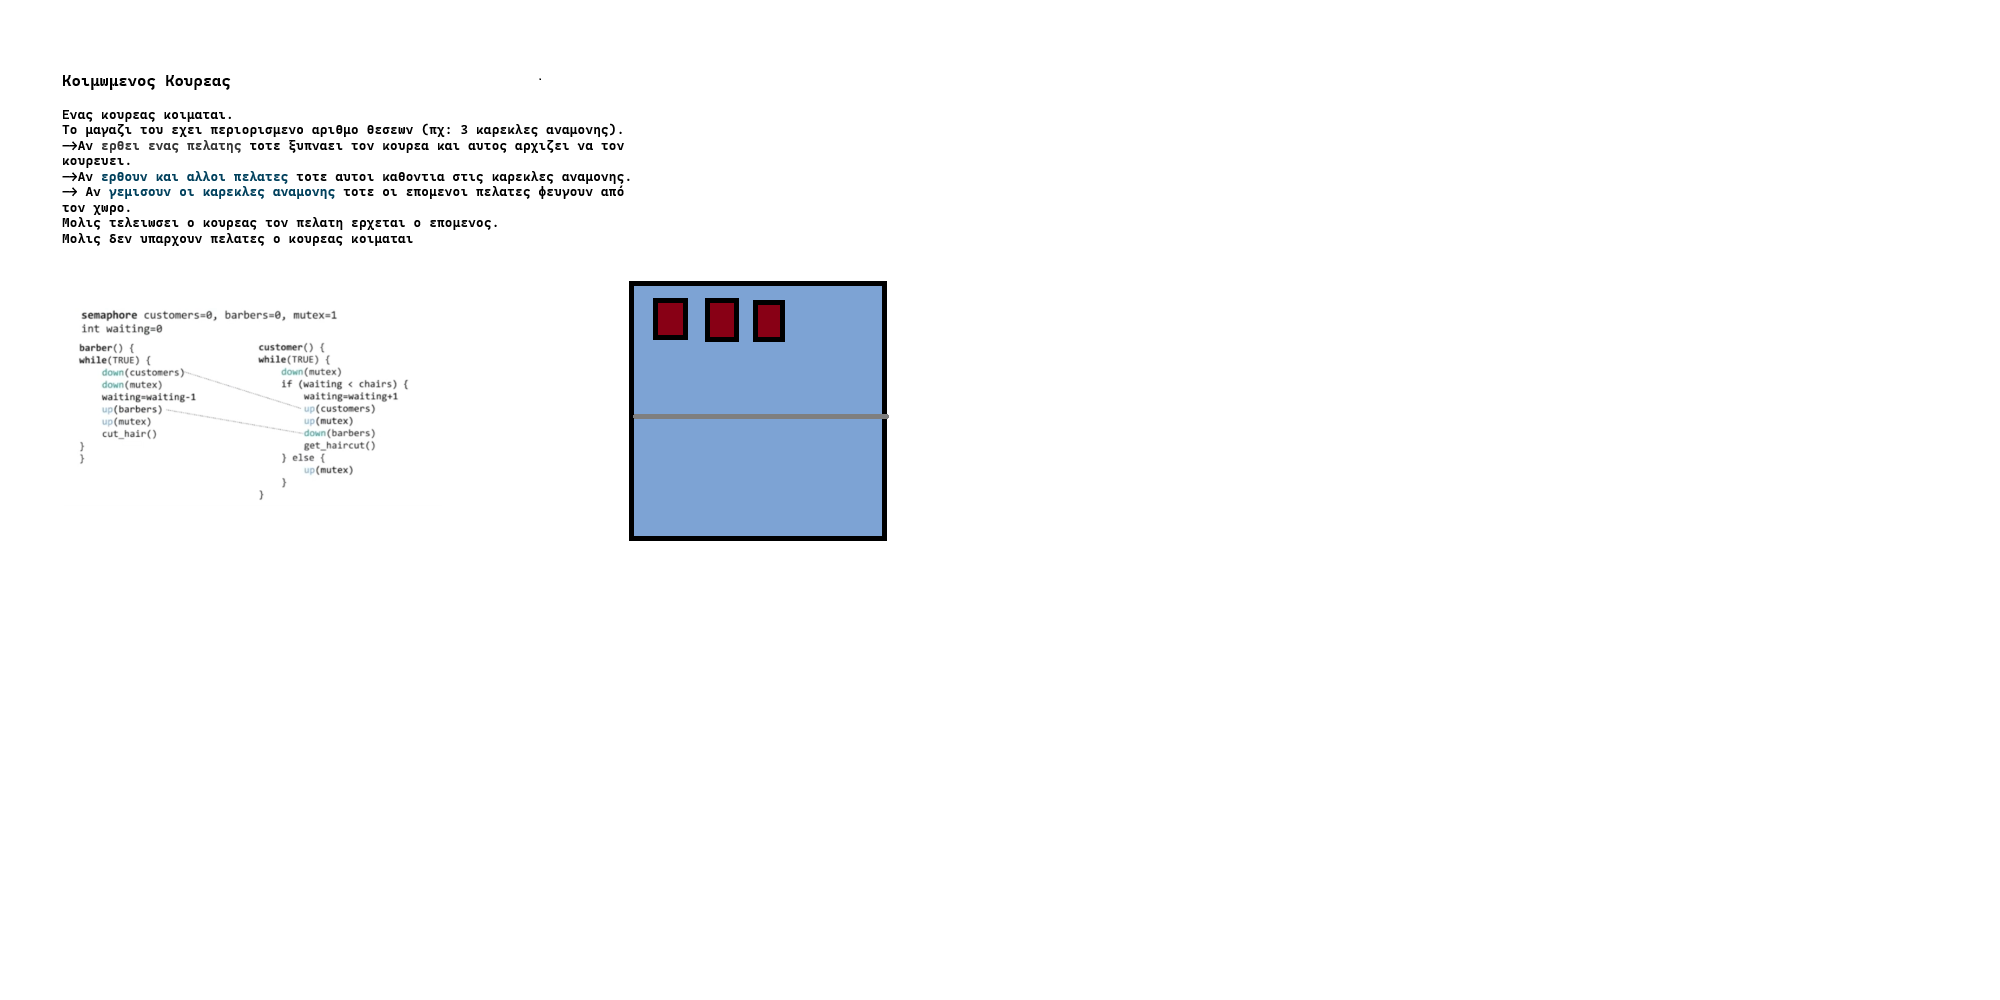 Κοιμωμενος Κουρεας
Ενας κουρεας κοιμαται.
Το μαγαζι του εχει περιορισμενο αριθμο θεσεων (πχ: 3 καρεκλες αναμονης).
→Αν ερθει ενας πελατης τοτε ξυπναει τον κουρεα και αυτος αρχιζει να τον
κουρευει.
→Αν ερθουν και αλλοι πελατες τοτε αυτοι καθοντια στις καρεκλες αναμονης.
→ Αν γεμισουν οι καρεκλες αναμονης τοτε οι επομενοι πελατες φευγουν από
τον χωρο.
Μολις τελειωσει ο κουρεας τον πελατη ερχεται ο επομενος.
Μολις δεν υπαρχουν πελατες ο κουρεας κοιμαται
semaphore customers=0, barbers=0, mutex=1
int waiting=0
barber() {
while(TRUE) {
down(customers)
down(mutex)
waiting=waiting-1
up(barbers)
up(mutex)
cut_hair()
}
}
customer() {
while(TRUE) {
down(mutex)
if (waiting < chairs) {
waiting=waiting+1
up(customers)
up(mutex)
down(barbers)
get_haircut()
} else {
up(mutex)
}
}